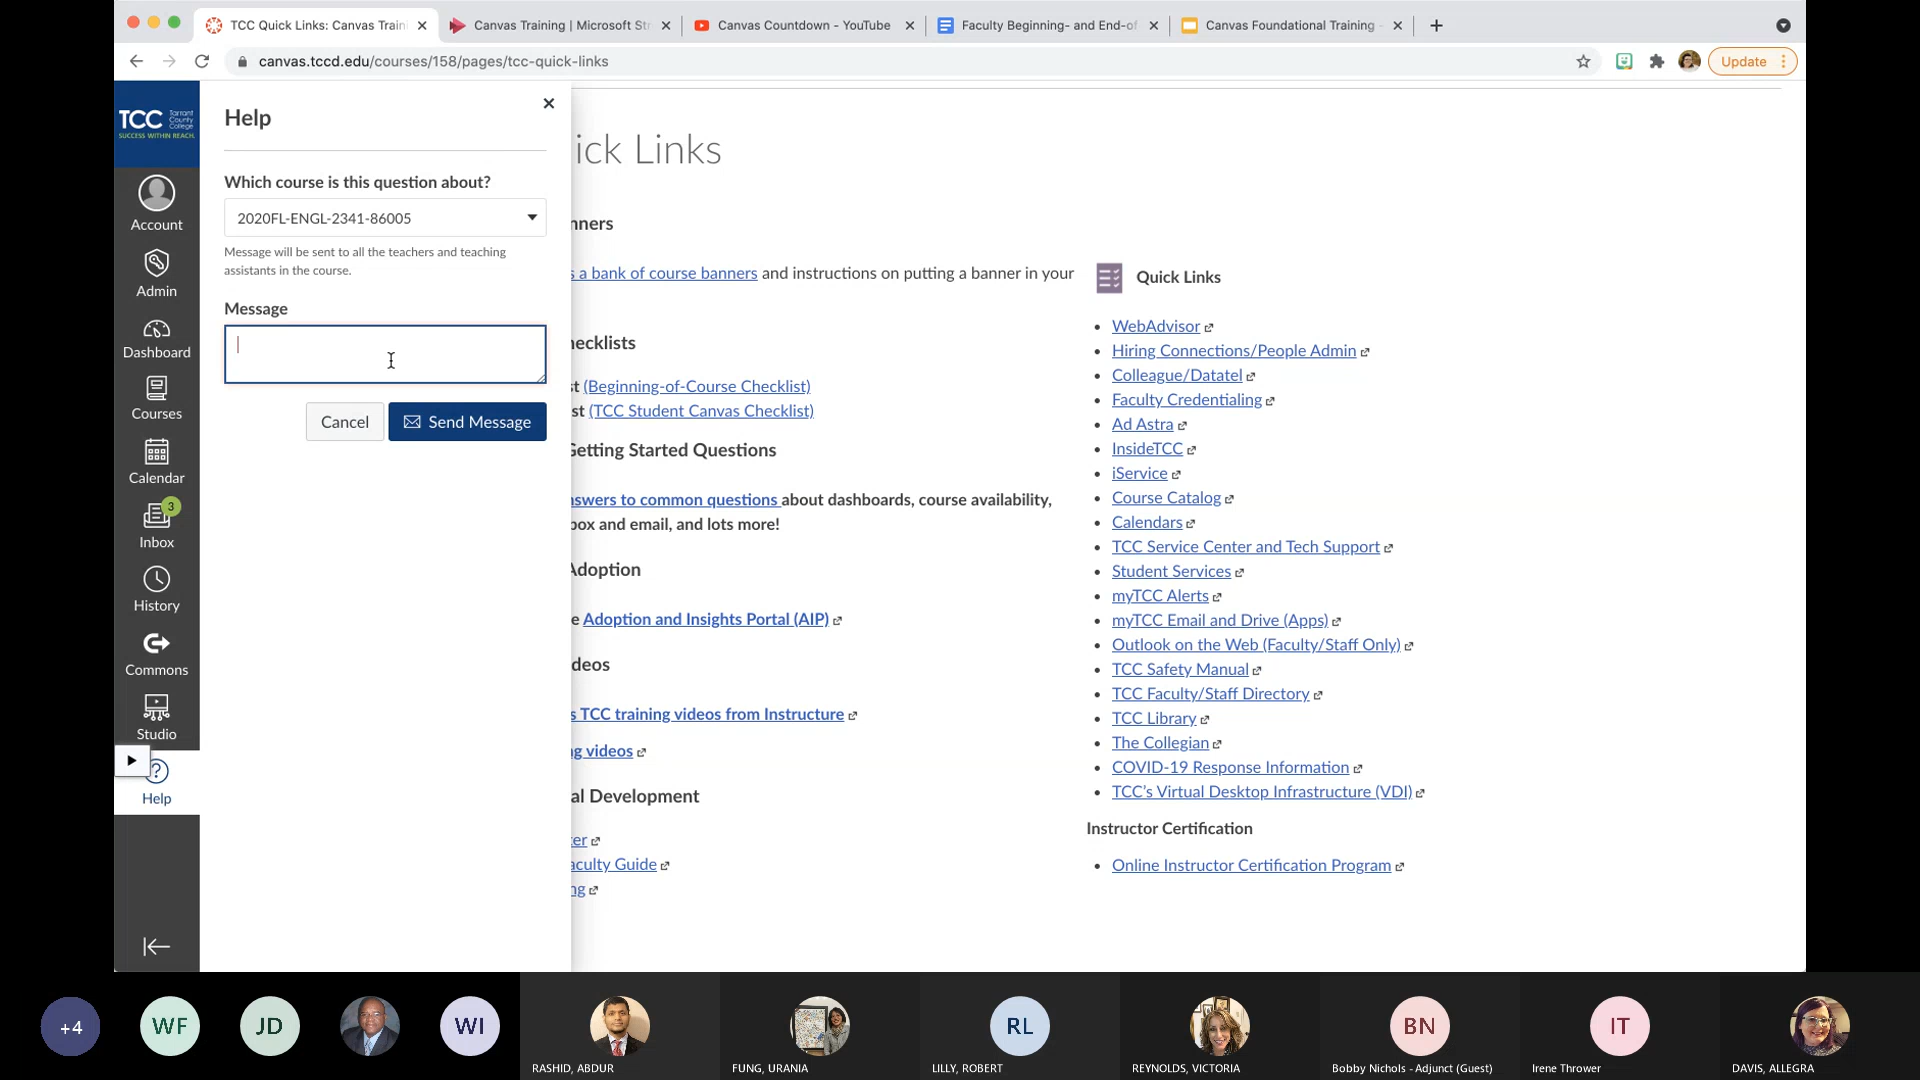 TCC Quick Links: Canvas Traini
Canvas Training | Microsoft Str
Canvas Countdown - YouTube
Faculty Beginning- and End-of
Canvas Foundational Training -
canvas.tccd.edu/courses/158/pages/tcc-quick-links
Update
TCC Tarrant County College
SUCCESS WITHIN REACH.
Account
Admin
Dashboard
Courses
Calendar
3
Inbox
History
Commons
Studio
Help
Help
Which course is this question about?
2020FL-ENGL-2341-86005
Message will be sent to all the teachers and teaching
assistants in the course.
Message
Cancel
Send Message
ick Links
nners
s a bank of course banners and instructions on putting a banner in your
hecklists
st (Beginning-of-Course Checklist)
st (TCC Student Canvas Checklist)
Getting Started Questions
nswers to common questions about dashboards, course availability,
box and email, and lots more!
Adoption
e Adoption and Insights Portal (AIP)
deos
s TCC training videos from Instructure
ng videos
al Development
ter
aculty Guide
ng
Quick Links
WebAdvisor
Hiring Connections/People Admin
Colleague/Datatel
Faculty Credentialing
Ad Astra
InsideTCC
iService
Course Catalog
Calendars
TCC Service Center and Tech Support
Student Services
myTCC Alerts
myTCC Email and Drive (Apps)
Outlook on the Web (Faculty/Staff Only)
TCC Safety Manual
TCC Faculty/Staff Directory
TCC Library
The Collegian
COVID-19 Response Information
TCC's Virtual Desktop Infrastructure (VDI)
Instructor Certification
Online Instructor Certification Program
+4
WF
JD
WI
RASHID, ABDUR
FUNG, URANIA
RL
LILLY, ROBERT
REYNOLDS, VICTORIA
BN
Bobby Nichols - Adjunct (Guest)
IT
Irene Thrower
DAVIS, ALLEGRA